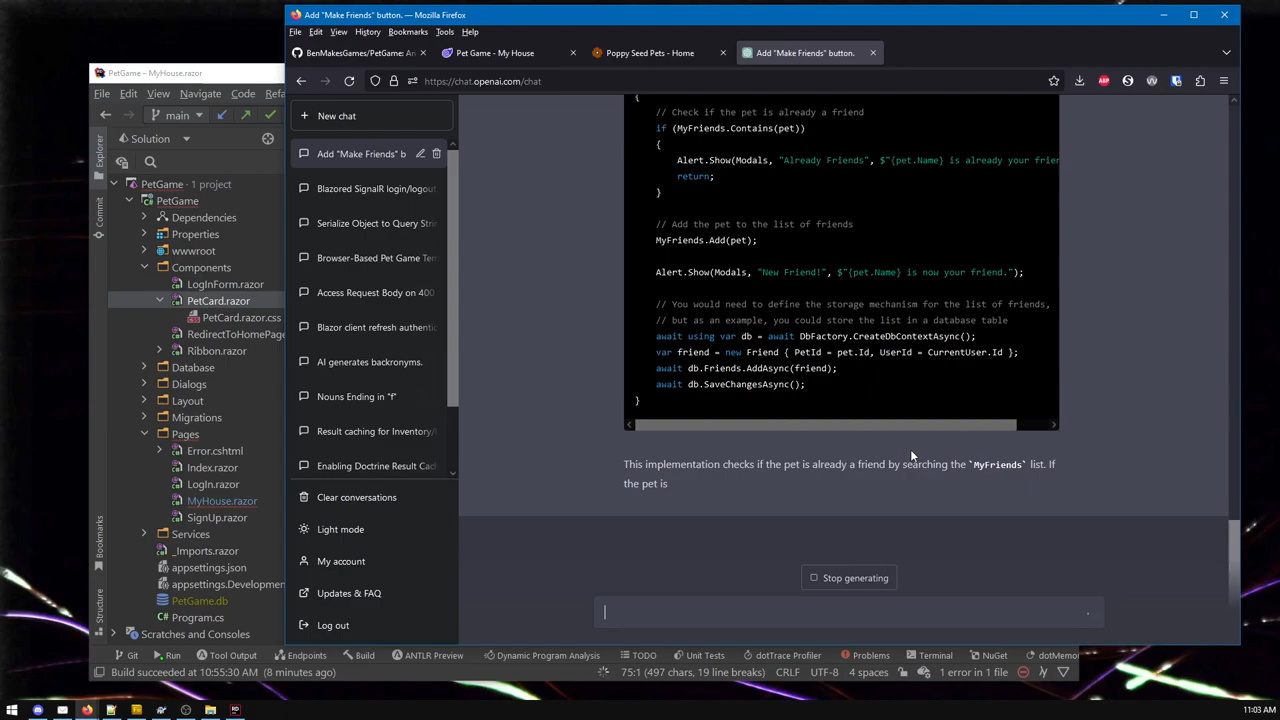 Add "Make Friends" button. — Mozilla Firefox
File Edit View History Bookmarks Tools Help
BenMakesGames/PetGame: An
Pet Game - My House
Poppy Seed Pets - Home
Add "Make Friends" button.
https://chat.openai.com/chat
ABP
PetGame – MyHouse.razor
File Edit View Navigate Code Refa
main
Solution
Explorer
Commit
Bookmarks
Structure
PetGame · 1 project
PetGame
Dependencies
Properties
wwwroot
Components
LogInForm.razor
PetCard.razor
PetCard.razor.css
RedirectToHomePage
Ribbon.razor
Database
Dialogs
Layout
Migrations
Pages
Error.cshtml
Index.razor
LogIn.razor
MyHouse.razor
SignUp.razor
Services
_Imports.razor
appsettings.json
appsettings.Developmen
PetGame.db
Program.cs
Scratches and Consoles
New chat
Add "Make Friends" b
Blazored SignalR login/logout
Serialize Object to Query Strin
Browser-Based Pet Game Tem
Access Request Body on 400
Blazor client refresh authentic
AI generates backronyms.
Nouns Ending in "f"
Result caching for Inventory/I
Enabling Doctrine Result Cach
Clear conversations
Light mode
My account
Updates & FAQ
Log out
{
// Check if the pet is already a friend
if (MyFriends.Contains(pet))
{
Alert.Show(Modals, "Already Friends", $"{pet.Name} is already your frien
return;
}
// Add the pet to the list of friends
MyFriends.Add(pet);
Alert.Show(Modals, "New Friend!", $"{pet.Name} is now your friend.");
// You would need to define the storage mechanism for the list of friends,
// but as an example, you could store the list in a database table
await using var db = await DbFactory.CreateDbContextAsync();
var friend = new Friend { PetId = pet.Id, UserId = CurrentUser.Id };
await db.Friends.AddAsync(friend);
await db.SaveChangesAsync();
}
This implementation checks if the pet is already a friend by searching the `MyFriends` list. If
the pet is
Stop generating
Git Run Tool Output Endpoints Build ANTLR Preview Dynamic Program Analysis TODO Unit Tests dotTrace Profiler Problems Terminal NuGet dotMemor
Build succeeded at 10:55:30 AM (8 minutes ago)
75:1 (497 chars, 19 line breaks) CRLF UTF-8 4 spaces 1 error in 1 file
11:03 AM